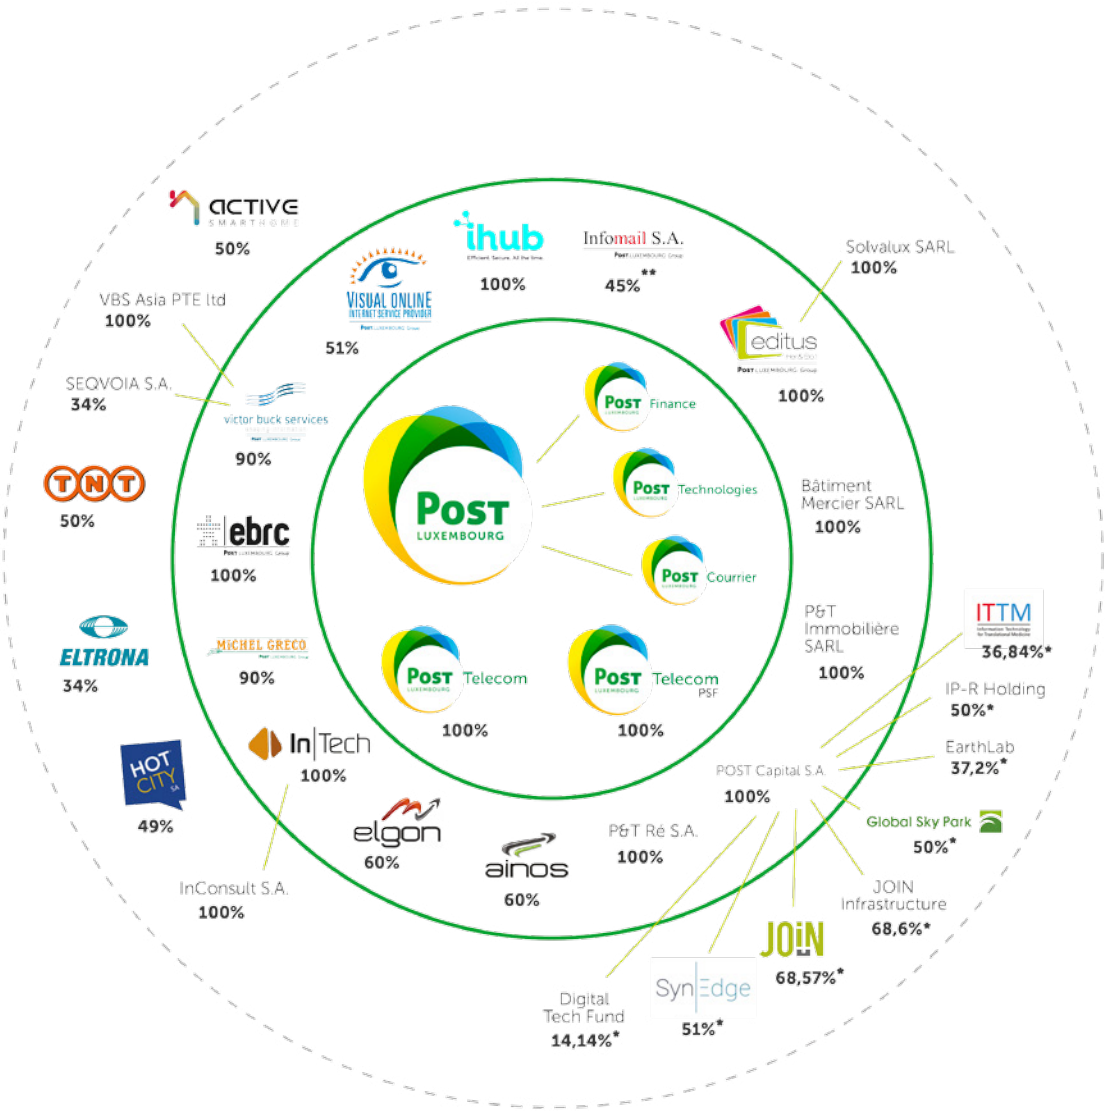 ACTIVE
SMARTHOME
50%
ihub
Efficient. Secure. All the time.
100%
Infomail S.A.
POST LUXEMBOURG Group
45%**
Solvalux SARL
100%
VISUAL ONLINE
INTERNET SERVICE PROVIDER
POST LUXEMBOURG Group
51%
VBS Asia PTE ltd
100%
editus
POST LUXEMBOURG Group
100%
SEQVOIA S.A.
34%
victor buck services
POST LUXEMBOURG Group
90%
POST
LUXEMBOURG
POST
LUXEMBOURG
Finance
POST
LUXEMBOURG
Technologies
POST
LUXEMBOURG
Courrier
TNT
50%
ebrc
POST LUXEMBOURG Group
100%
Bâtiment
Mercier SARL
100%
ELTRONA
34%
MICHEL GRECO
POST LUXEMBOURG Group
90%
POST
LUXEMBOURG
Telecom
100%
POST
LUXEMBOURG
Telecom
PSF
100%
P&T
Immobilière
SARL
100%
ITTM
Information Technology
for Translational Medicine
36,84%*
IP-R Holding
50%*
EarthLab
37,2%*
HOT
CITY
SA
49%
In|Tech
100%
POST Capital S.A.
100%
Global Sky Park
50%*
elgon
60%
ainos
60%
P&T Ré S.A.
100%
InConsult S.A.
100%
JOIN
Infrastructure
68,6%*
JOIN
68,57%*
Syn|Edge
51%*
Digital
Tech Fund
14,14%*